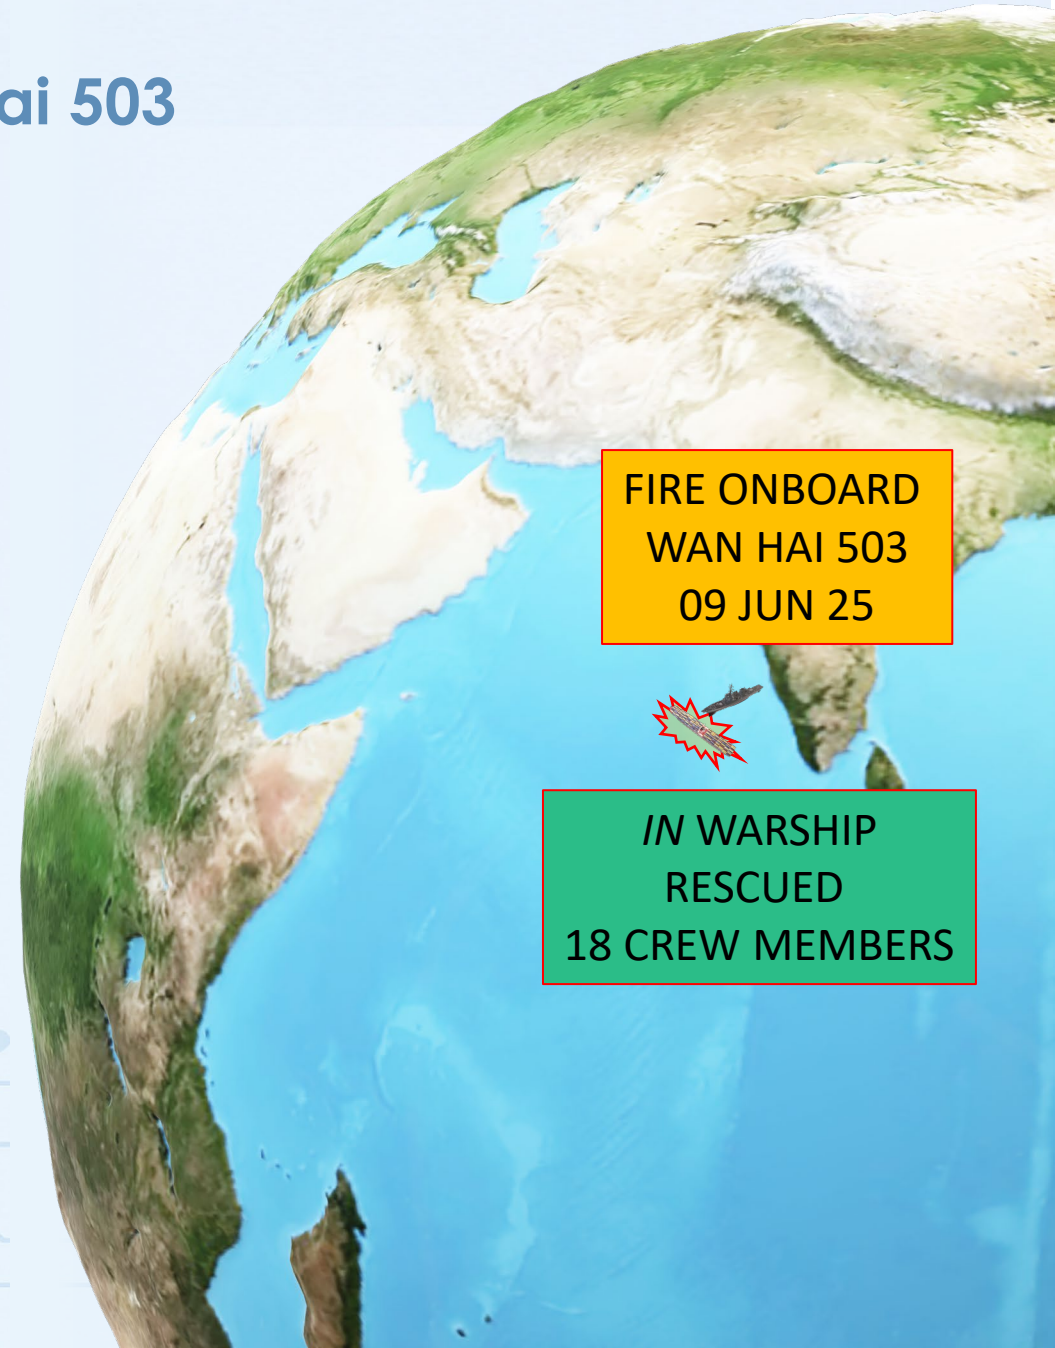 ai 503
FIRE ONBOARD
WAN HAI 503
09 JUN 25
IN WARSHIP
RESCUED
18 CREW MEMBERS